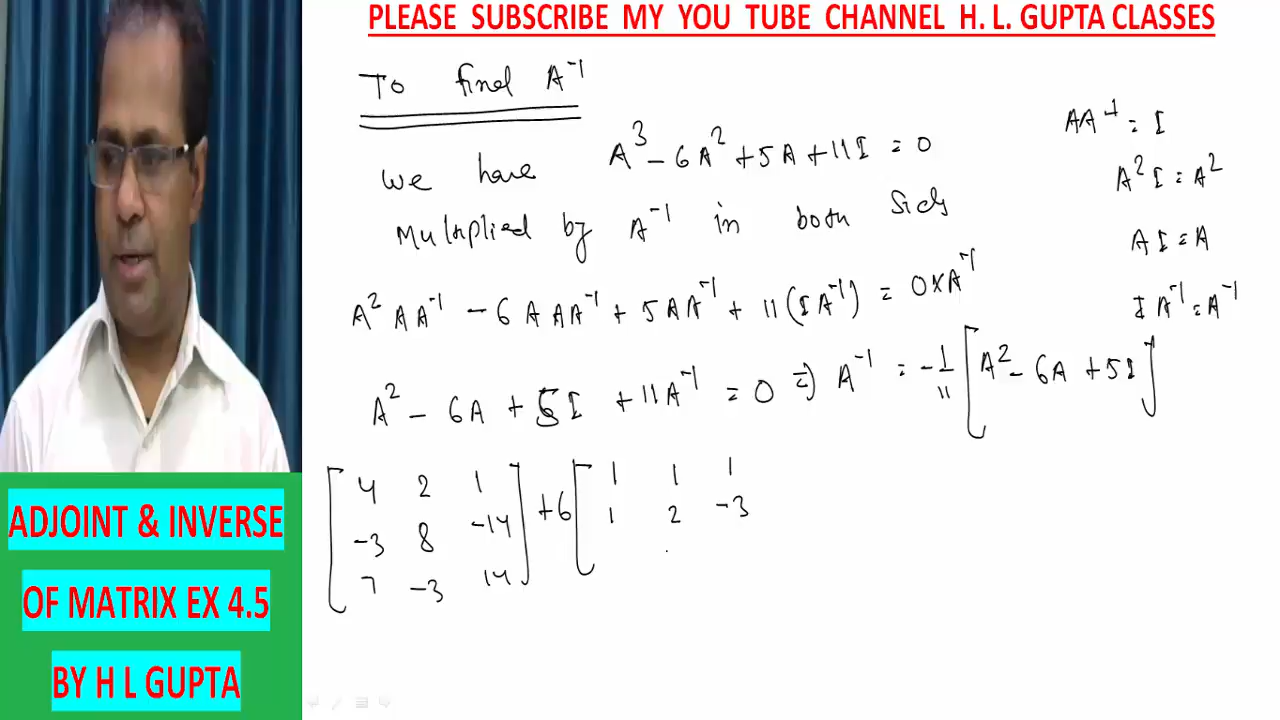 PLEASE SUBSCRIBE MY YOU TUBE CHANNEL H. L. GUPTA CLASSES
To find A⁻¹
We have A³ - 6A² + 5A + 11I = 0
Multiplied by A⁻¹ in both Sids
A² AA⁻¹ - 6 A AA⁻¹ + 5AA⁻¹ + 11(IA⁻¹) = 0×A⁻¹
A² - 6A + 5I + 11A⁻¹ = 0 ⇒ A⁻¹ = -1/11 [A² - 6A + 5I]
AA⁻¹ = I
A² I = A²
AI = A
I A⁻¹ = A⁻¹
[ 4 2 1 ] +6 [ 1 1 1
-3 8 -14 1 2 -3
7 -3 14
ADJOINT & INVERSE
OF MATRIX EX 4.5
BY H L GUPTA